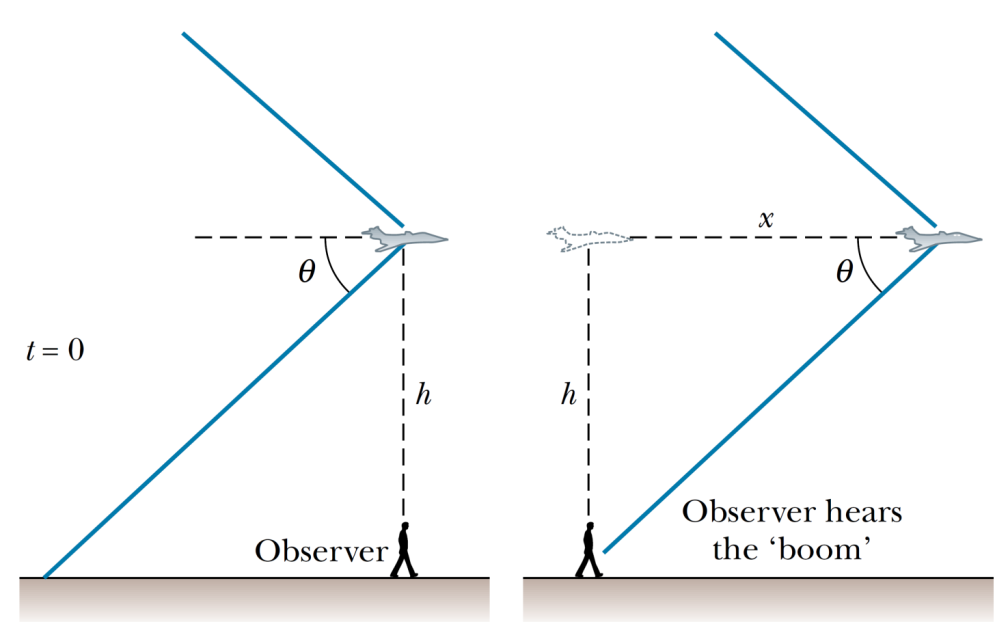 θ
t = 0
h
Observer
x
θ
h
Observer hears
the ‘boom’